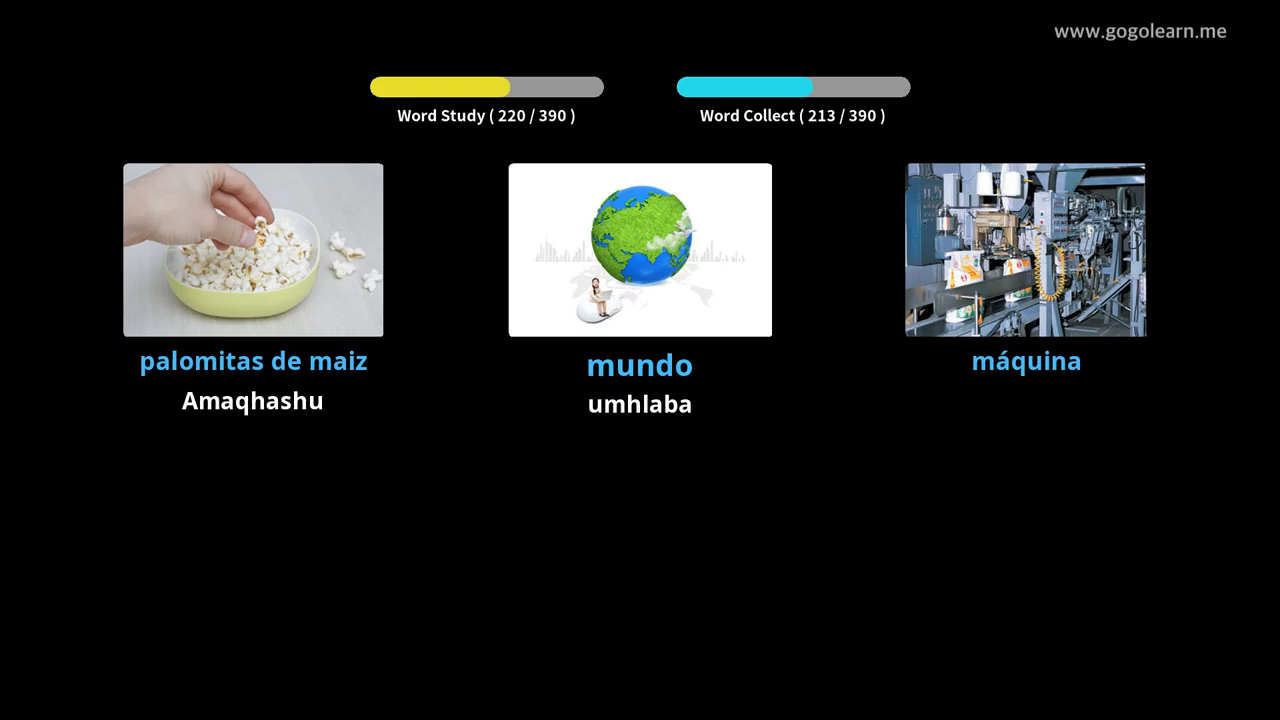 www.gogolearn.me
Word Study ( 220 / 390 )
Word Collect ( 213 / 390 )
palomitas de maiz
mundo
máquina
Amaqhashu
umhlaba